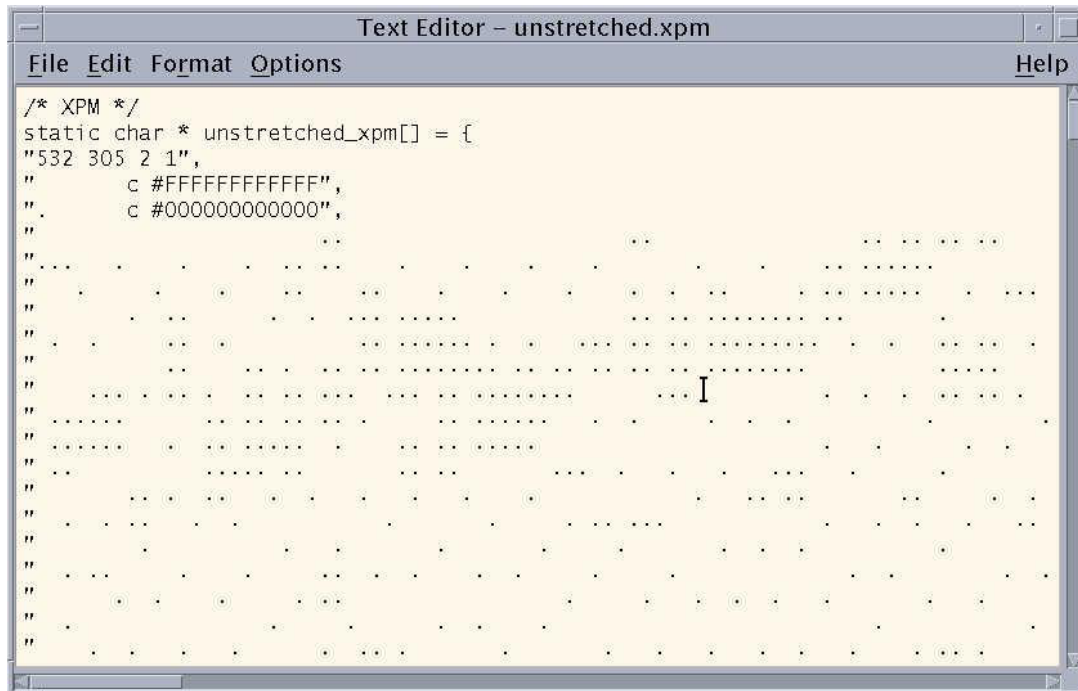 Text Editor – unstretched.xpm
File Edit Format Options Help
/* XPM */
static char * unstretched_xpm[] = {
"532 305 2 1",
"       c #FFFFFFFFFFFF",
".      c #000000000000",